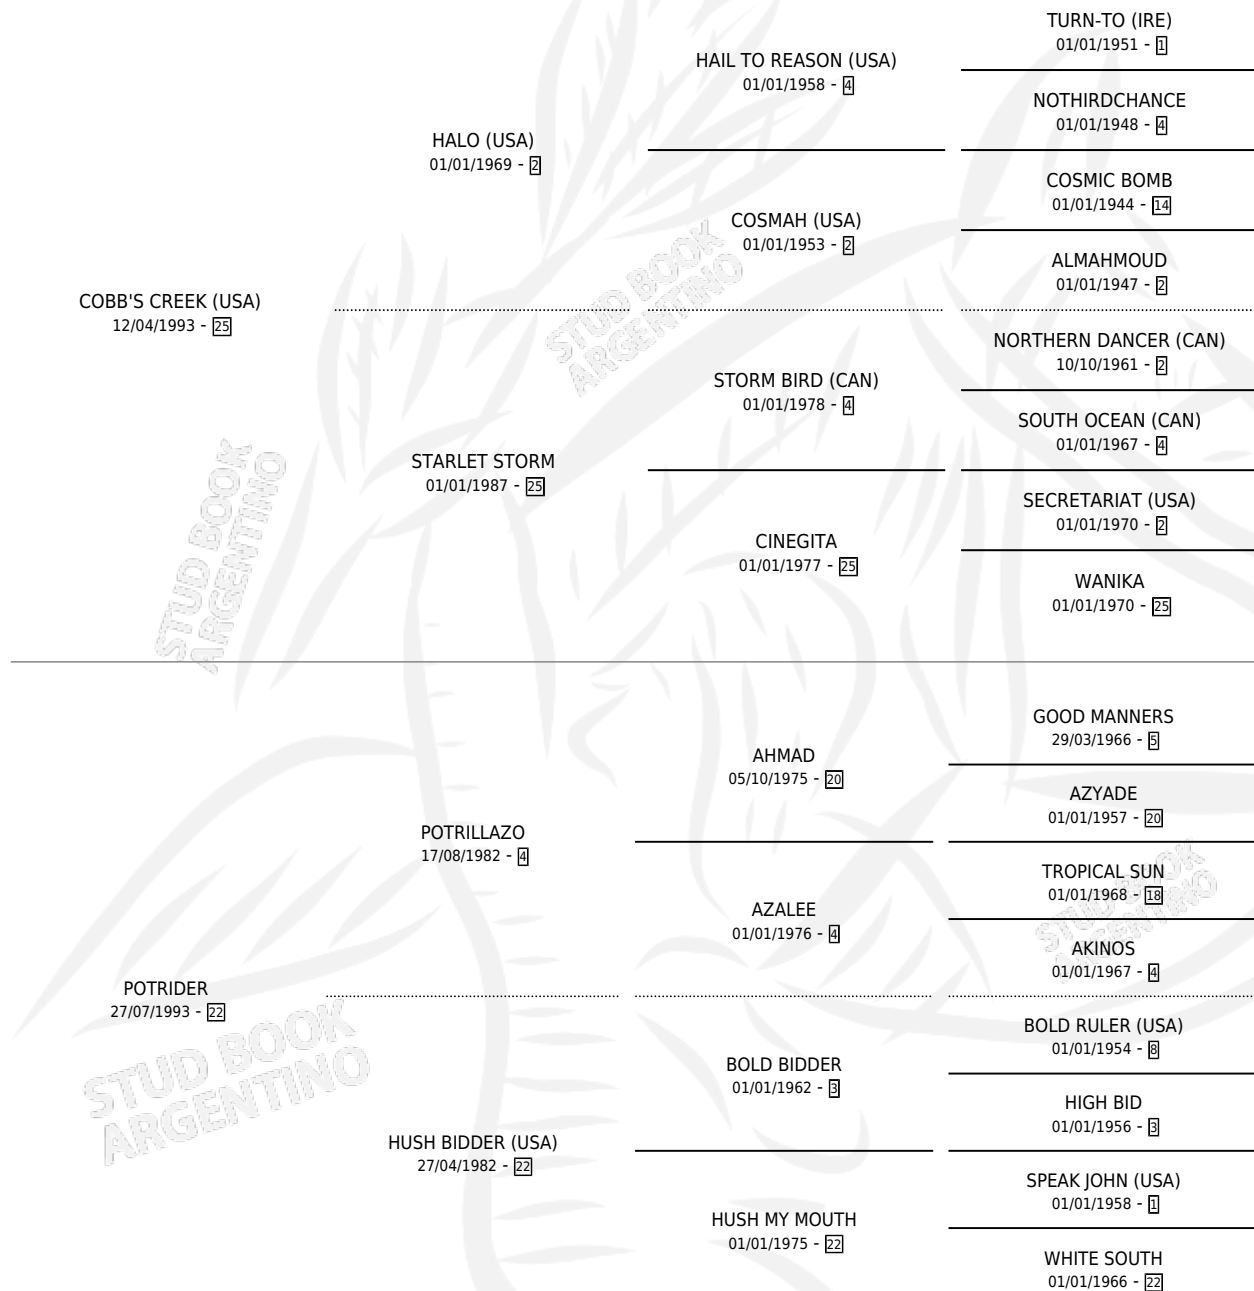 TURN-TO (IRE)
01/01/1951 - 1
HAIL TO REASON (USA)
01/01/1958 - 4
NOTHIRDCHANCE
01/01/1948 - 4
HALO (USA)
01/01/1969 - 2
COSMIC BOMB
01/01/1944 - 14
COSMAH (USA)
01/01/1953 - 2
ALMAHMOUD
01/01/1947 - 2
COBB'S CREEK (USA)
12/04/1993 - 25
NORTHERN DANCER (CAN)
10/10/1961 - 2
STORM BIRD (CAN)
01/01/1978 - 4
SOUTH OCEAN (CAN)
01/01/1967 - 4
STARLET STORM
01/01/1987 - 25
SECRETARIAT (USA)
01/01/1970 - 2
CINEGITA
01/01/1977 - 25
WANIKA
01/01/1970 - 25
GOOD MANNERS
29/03/1966 - 5
AHMAD
05/10/1975 - 20
AZYADE
01/01/1957 - 20
POTRILLAZO
17/08/1982 - 4
TROPICAL SUN
01/01/1968 - 18
AZALEE
01/01/1976 - 4
AKINOS
01/01/1967 - 4
POTRIDER
27/07/1993 - 22
BOLD RULER (USA)
01/01/1954 - 8
BOLD BIDDER
01/01/1962 - 3
HIGH BID
01/01/1956 - 3
HUSH BIDDER (USA)
27/04/1982 - 22
SPEAK JOHN (USA)
01/01/1958 - 1
HUSH MY MOUTH
01/01/1975 - 22
WHITE SOUTH
01/01/1966 - 22
STUD BOOK
ARGENTINO
STUD BOOK
ARGENTINO
STUD BOOK
ARGENTINO
STUD BOOK
ARGENTINO